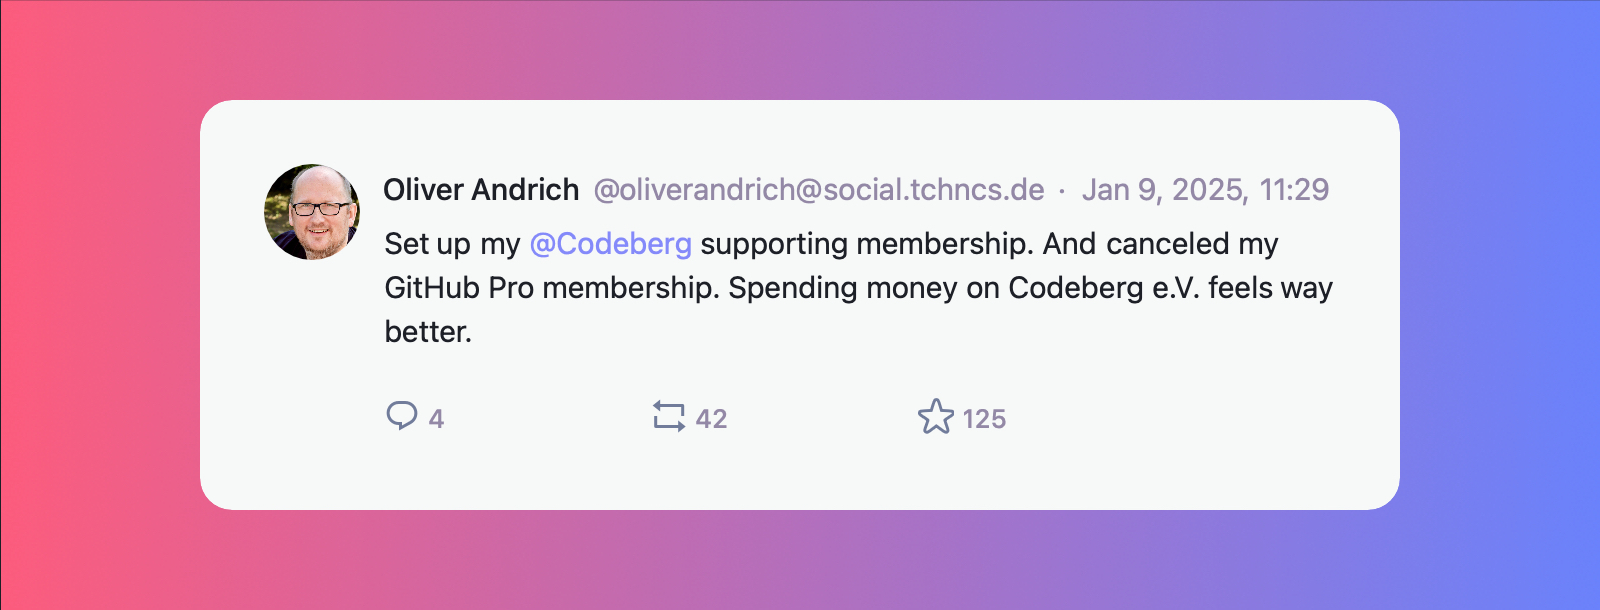 Oliver Andrich @oliverandrich@social.tchncs.de · Jan 9, 2025, 11:29
Set up my @Codeberg supporting membership. And canceled my
GitHub Pro membership. Spending money on Codeberg e.V. feels way
better.
4 42 125